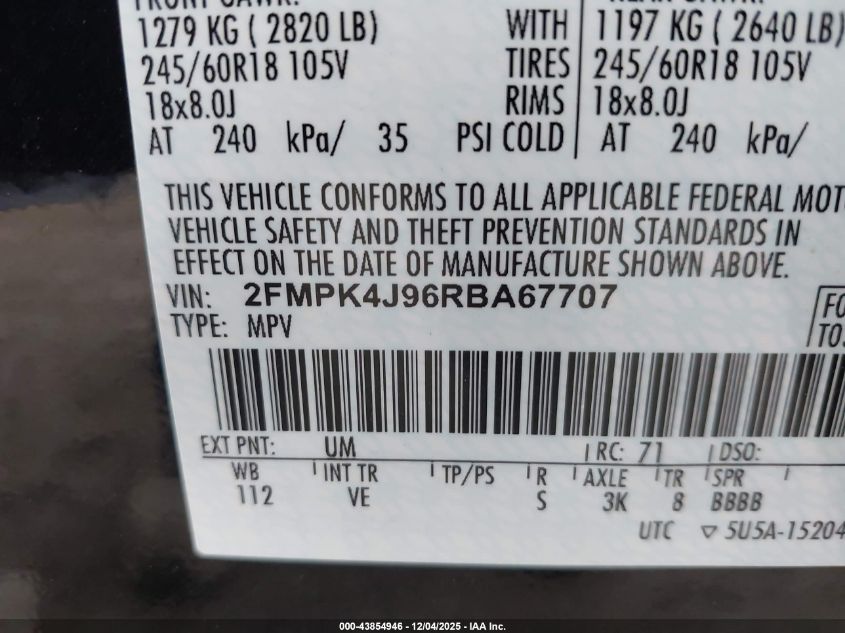 1279 KG ( 2820 LB) WITH 1197 KG ( 2640 LB)
245/60R18 105V TIRES 245/60R18 105V
18x8.0J RIMS 18x8.0J
AT 240 kPa/ 35 PSI COLD AT 240 kPa/
THIS VEHICLE CONFORMS TO ALL APPLICABLE FEDERAL MOT
VEHICLE SAFETY AND THEFT PREVENTION STANDARDS IN
EFFECT ON THE DATE OF MANUFACTURE SHOWN ABOVE.
VIN: 2FMPK4J96RBA67707
TYPE: MPV
FO
TO
EXT PNT: UM RC: 71 DSO:
WB INT TR TP/PS R AXLE TR SPR
112 VE S 3K 8 BBBB
UTC ▽ 5U5A-15204
000-43854946 - 12/04/2025 - IAA Inc.